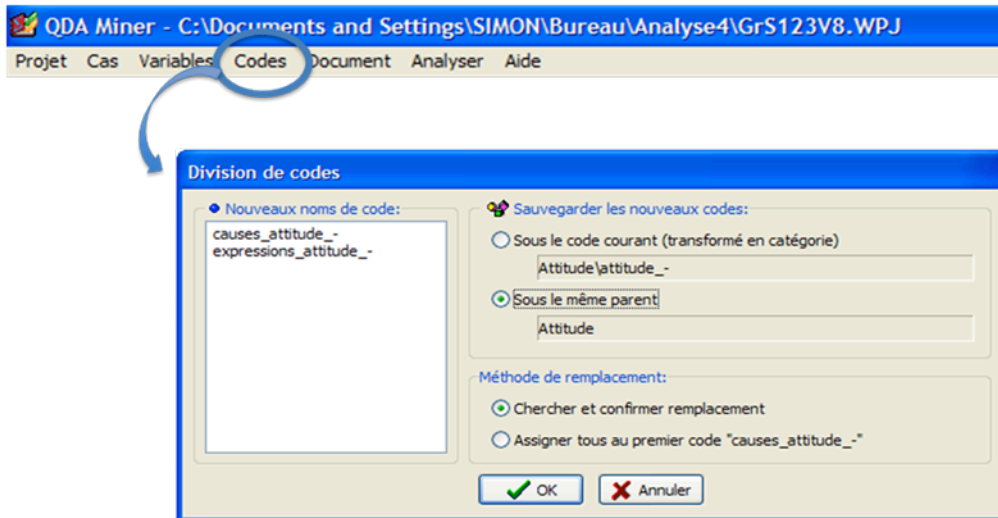 QDA Miner - C:\Documents and Settings\SIMON\Bureau\Analyse4\GrS123V8.WPJ
Projet Cas Variables Codes Document Analyser Aide
Division de codes
Nouveaux noms de code:
causes_attitude_-
expressions_attitude_-
Sauvegarder les nouveaux codes:
Sous le code courant (transformé en catégorie)
Attitude\attitude_-
Sous le même parent
Attitude
Méthode de remplacement:
Chercher et confirmer remplacement
Assigner tous au premier code "causes_attitude_-"
OK Annuler